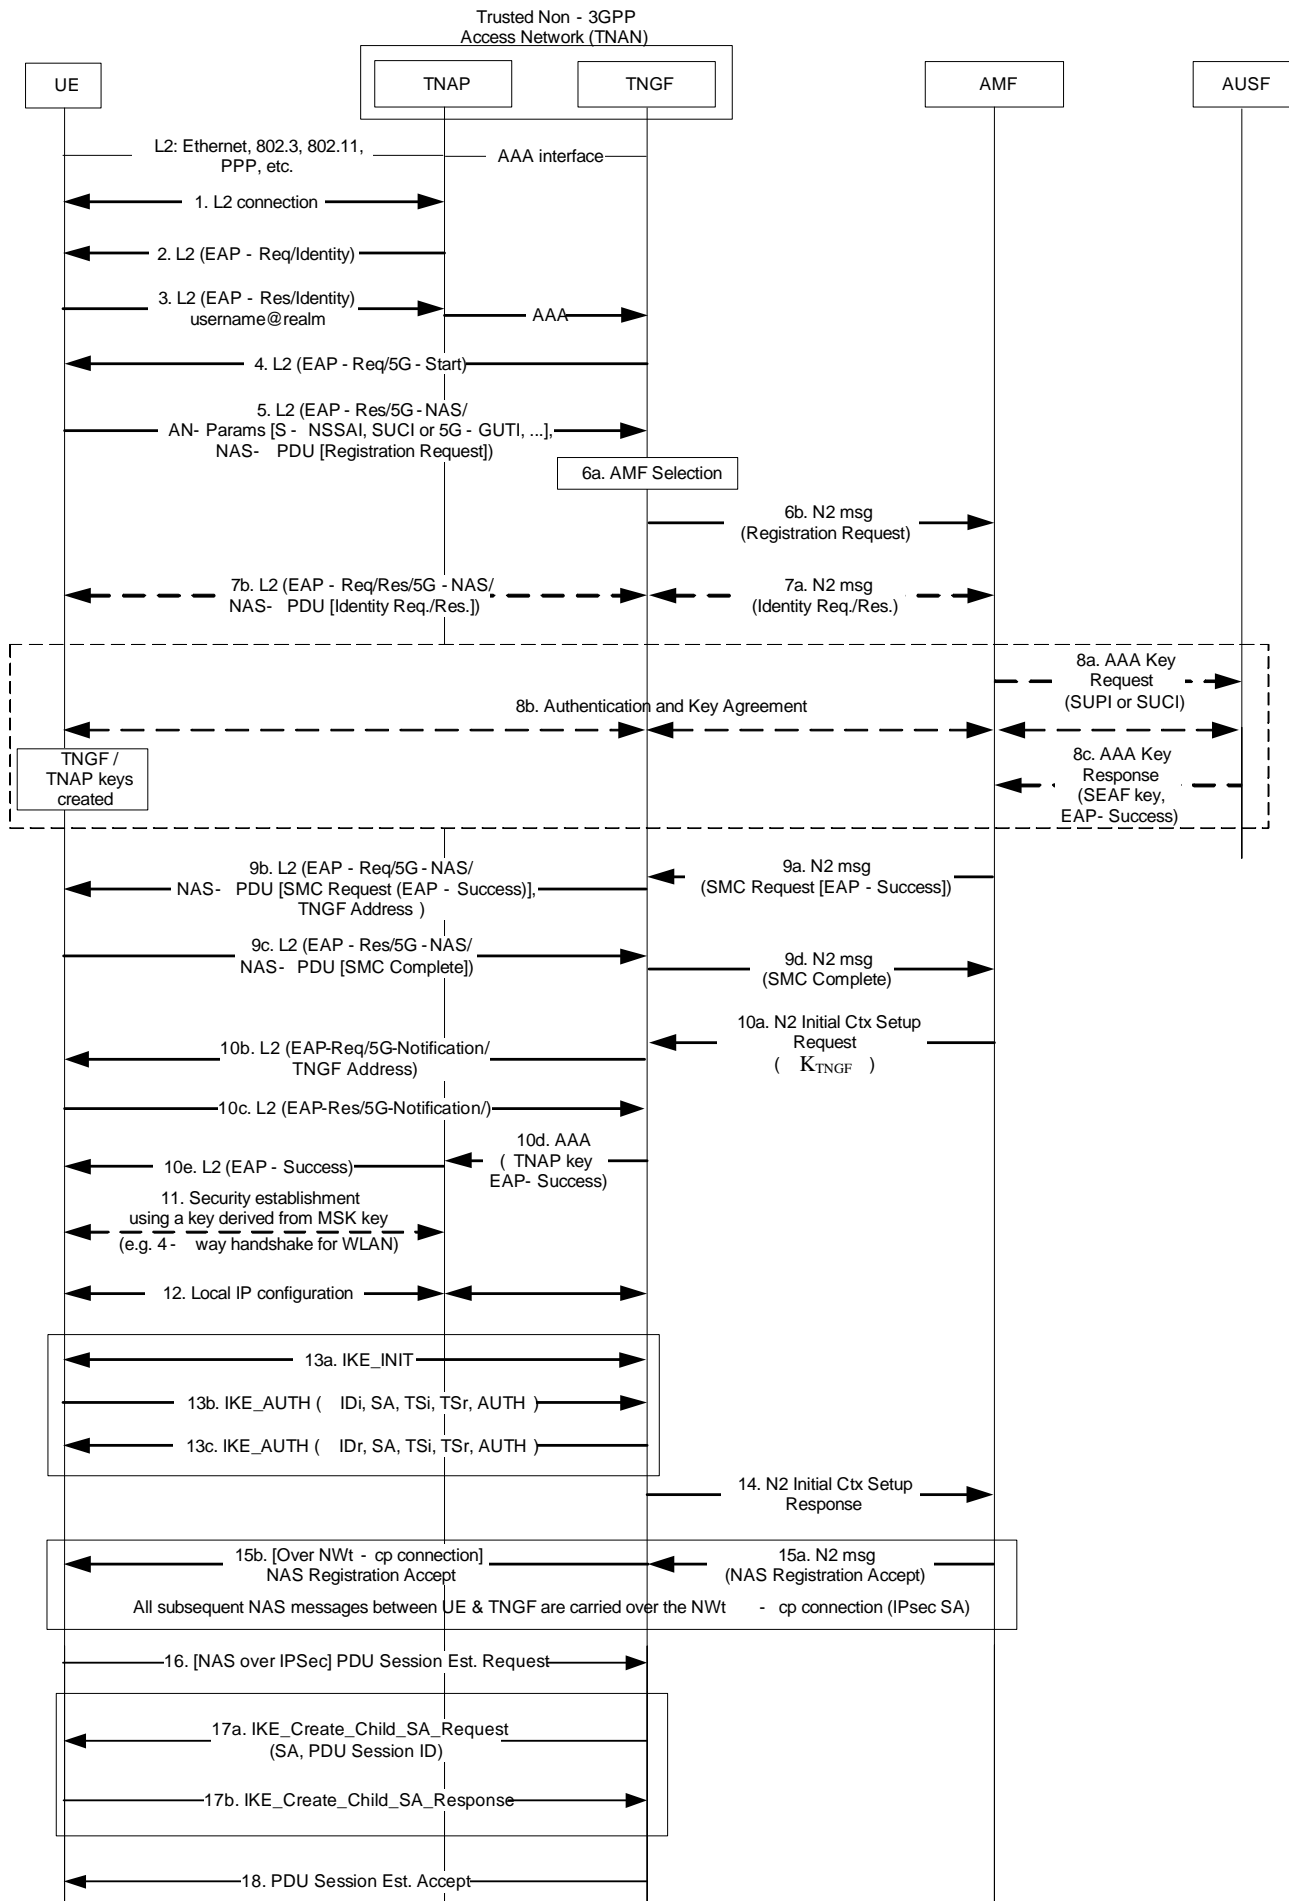 Trusted Non - 3GPP
Access Network (TNAN)
UE
TNAP
TNGF
AMF
AUSF
L2: Ethernet, 802.3, 802.11,
PPP, etc.
AAA interface
1. L2 connection
2. L2 (EAP - Req/Identity)
3. L2 (EAP - Res/Identity)
username@realm
AAA
4. L2 (EAP - Req/5G - Start)
5. L2 (EAP - Res/5G - NAS/
AN- Params [S - NSSAI, SUCI or 5G - GUTI, ...],
NAS- PDU [Registration Request])
6a. AMF Selection
6b. N2 msg
(Registration Request)
7b. L2 (EAP - Req/Res/5G - NAS/
NAS- PDU [Identity Req./Res.])
7a. N2 msg
(Identity Req./Res.)
8a. AAA Key
Request
(SUPI or SUCI)
8b. Authentication and Key Agreement
TNGF /
TNAP keys
created
8c. AAA Key
Response
(SEAF key,
EAP- Success)
9b. L2 (EAP - Req/5G - NAS/
NAS- PDU [SMC Request (EAP - Success)],
TNGF Address )
9a. N2 msg
(SMC Request [EAP - Success])
9c. L2 (EAP - Res/5G - NAS/
NAS- PDU [SMC Complete])
9d. N2 msg
(SMC Complete)
10a. N2 Initial Ctx Setup
Request
( KTNGF )
10b. L2 (EAP-Req/5G-Notification/
TNGF Address)
10c. L2 (EAP-Res/5G-Notification/)
10d. AAA
( TNAP key
EAP- Success)
10e. L2 (EAP - Success)
11. Security establishment
using a key derived from MSK key
(e.g. 4 - way handshake for WLAN)
12. Local IP configuration
13a. IKE_INIT
13b. IKE_AUTH ( IDi, SA, TSi, TSr, AUTH )
13c. IKE_AUTH ( IDr, SA, TSi, TSr, AUTH )
14. N2 Initial Ctx Setup
Response
15b. [Over NWt - cp connection]
NAS Registration Accept
15a. N2 msg
(NAS Registration Accept)
All subsequent NAS messages between UE & TNGF are carried over the NWt - cp connection (IPsec SA)
16. [NAS over IPSec] PDU Session Est. Request
17a. IKE_Create_Child_SA_Request
(SA, PDU Session ID)
17b. IKE_Create_Child_SA_Response
18. PDU Session Est. Accept